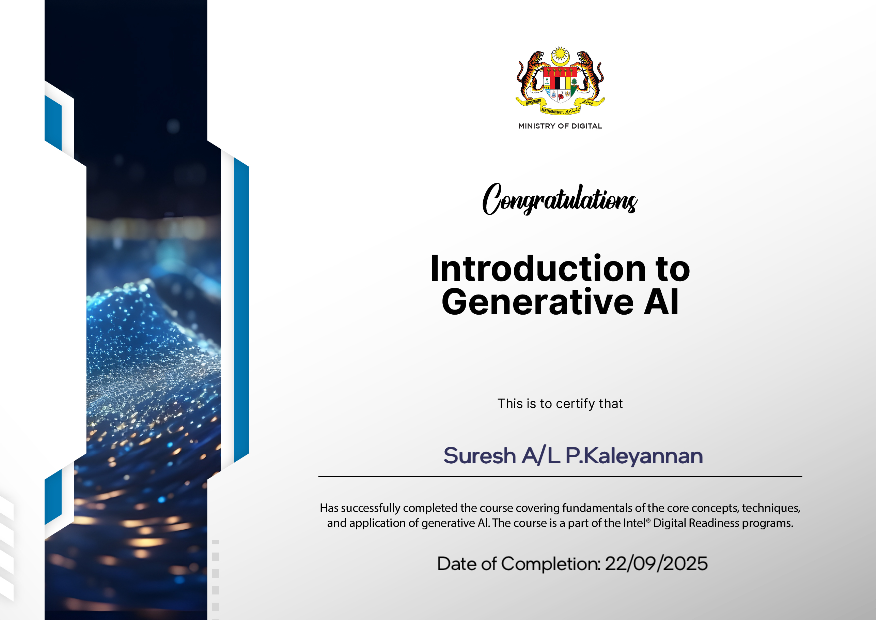 MINISTRY OF DIGITAL
Congratulations
Introduction to
Generative AI
This is to certify that
Suresh A/L P.Kaleyannan
Has successfully completed the course covering fundamentals of the core concepts, techniques,
and application of generative AI. The course is a part of the Intel® Digital Readiness programs.
Date of Completion: 22/09/2025